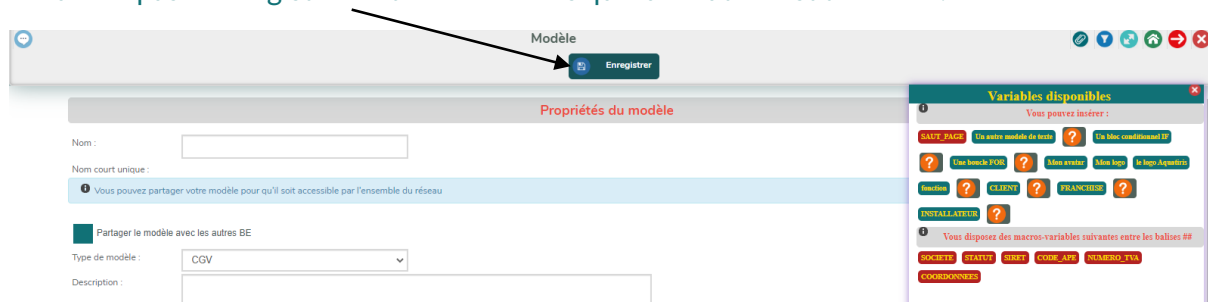 Modèle
Enregistrer
Propriétés du modèle
Nom :
Nom court unique :
Vous pouvez partager votre modèle pour qu'il soit accessible par l'ensemble du réseau
Partager le modèle avec les autres BE
Type de modèle :
CGV
Description :
Variables disponibles
Vous pouvez insérer :
SAUT_PAGE Un autre modele de texte ? Un bloc conditionnel IF
? Une boucle FOR ? Mon avatar Mon logo le logo Aquatiris
fonction ? CLIENT ? FRANCHISE ?
INSTALLATEUR ?
Vous disposez des macros-variables suivantes entre les balises ##
SOCIETE STATUT SIRET CODE_APE NUMERO_TVA
COORDONNEES